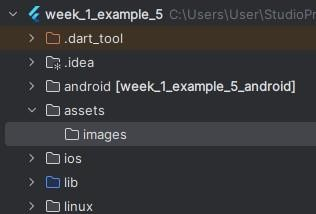 week_1_example_5 C:\Users\User\StudioPr
.dart_tool
.idea
android [week_1_example_5_android]
assets
images
ios
lib
linux